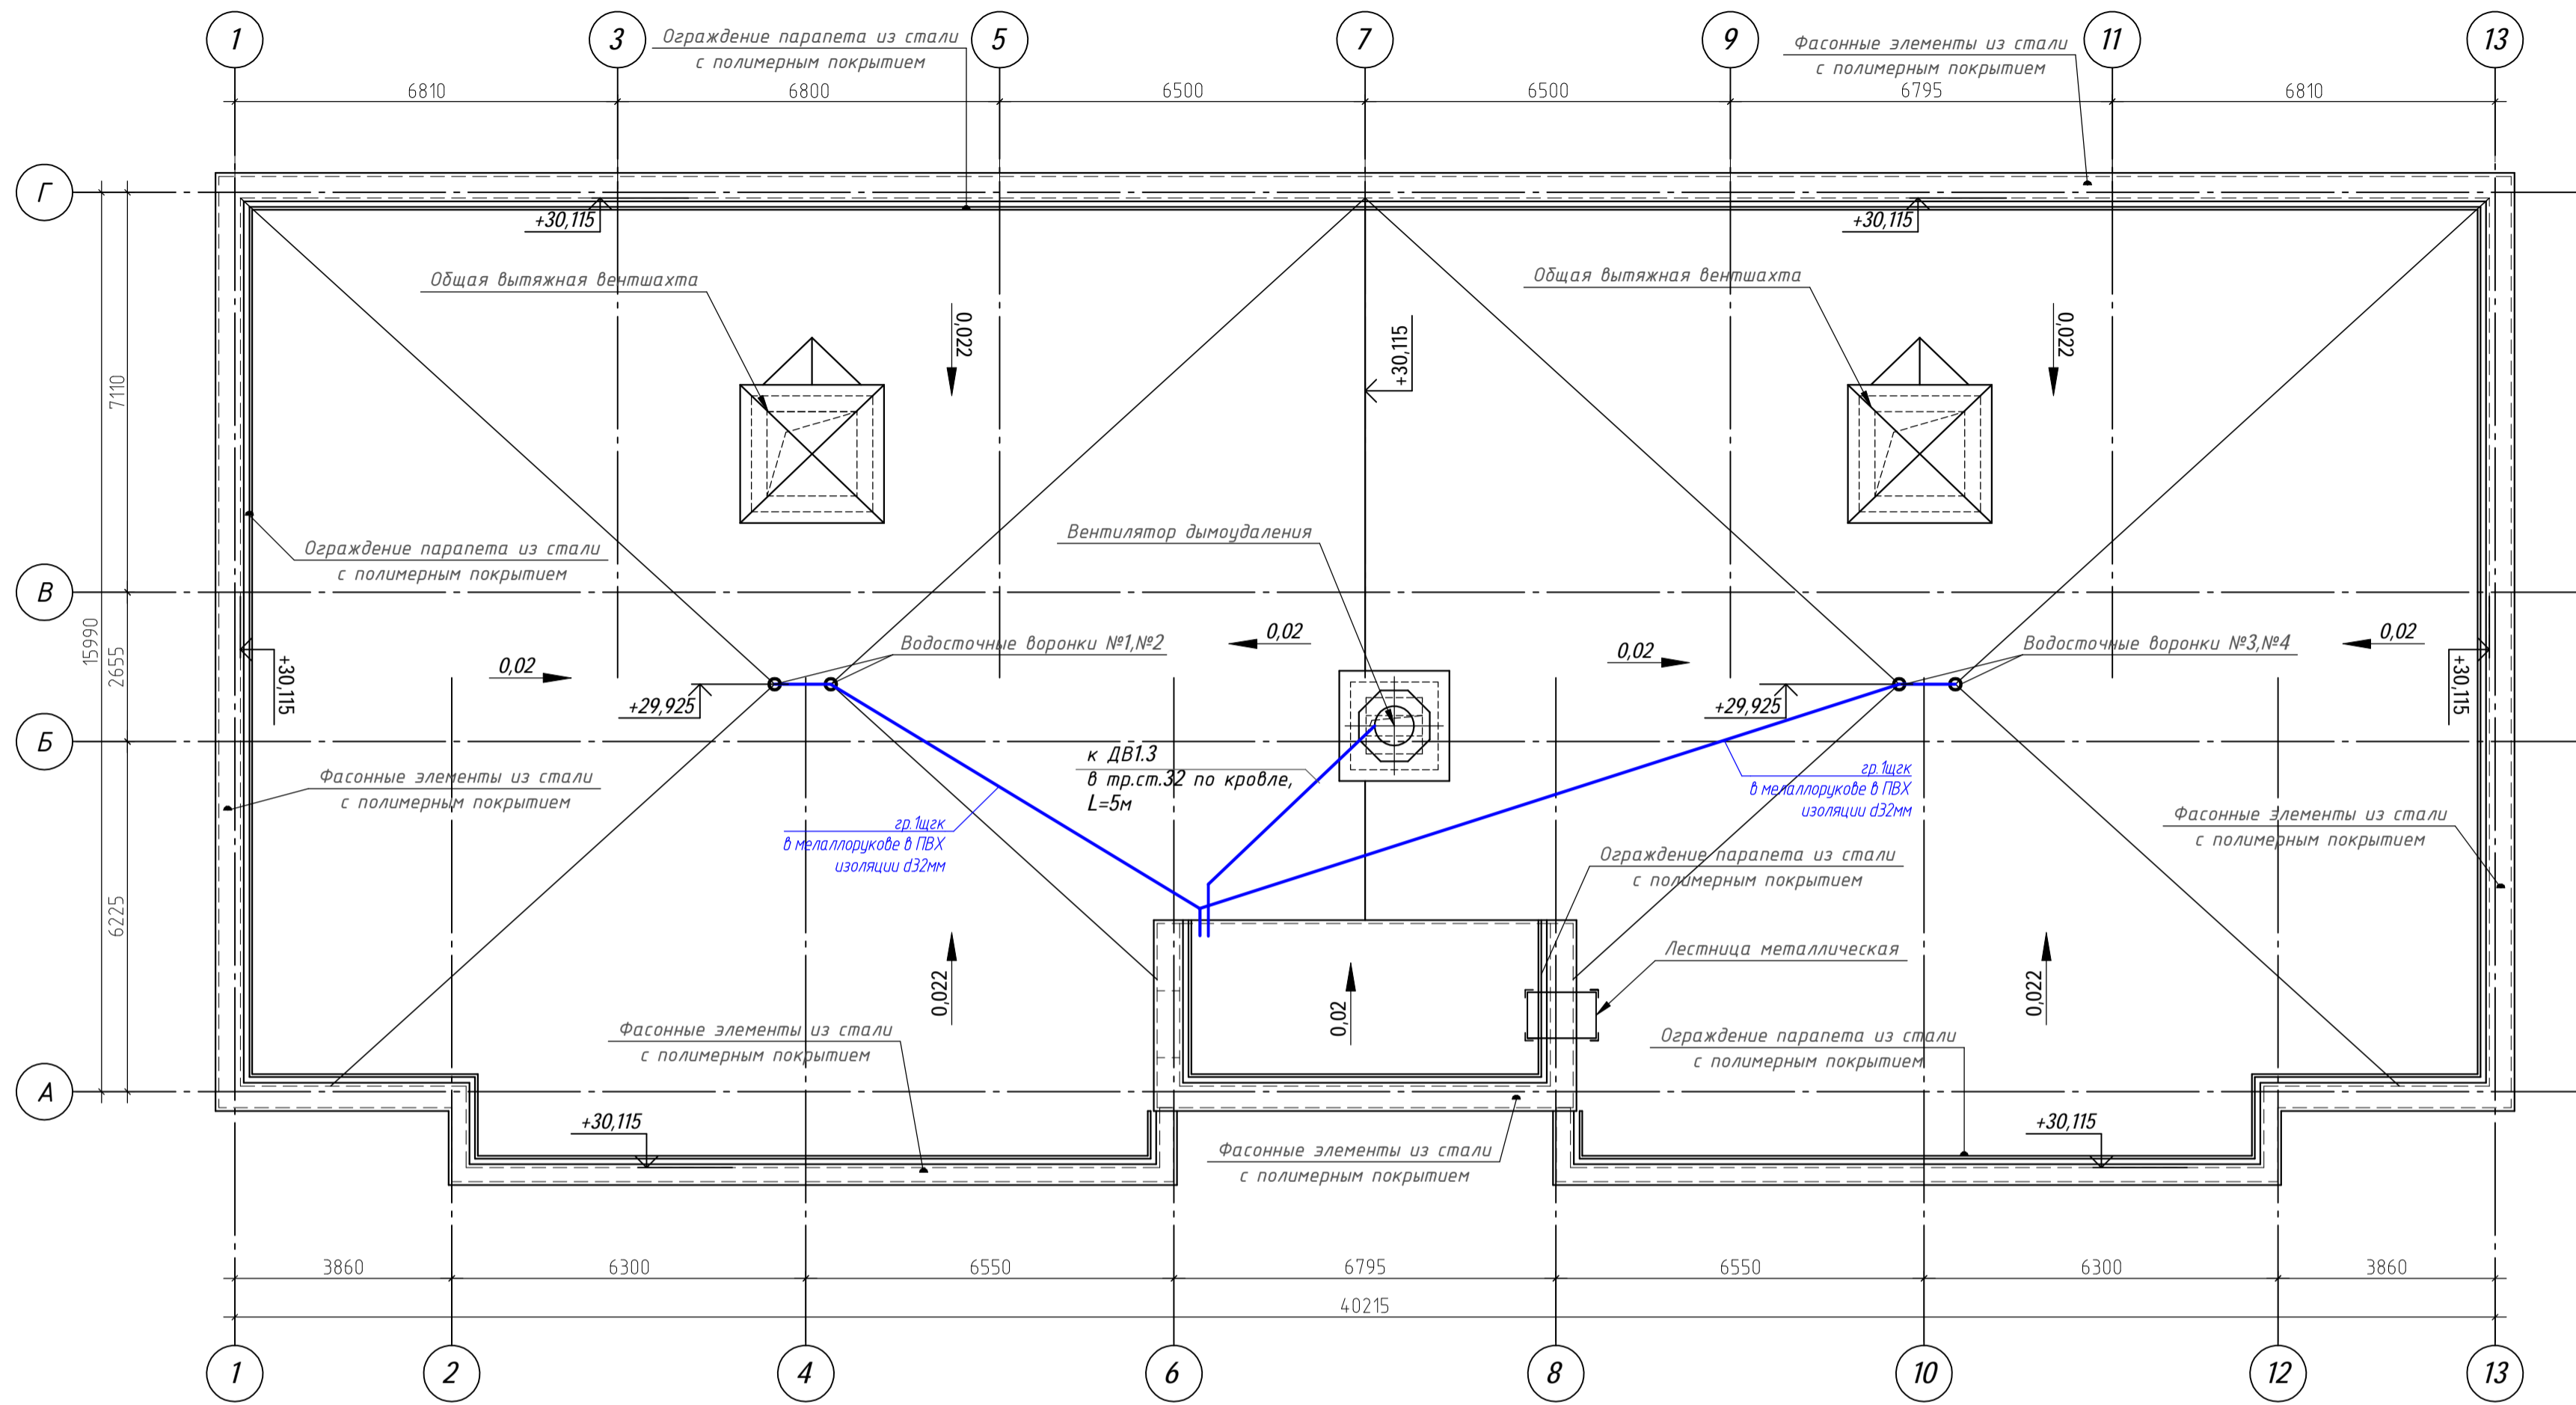 1
3
5
7
9
11
13
Ограждение парапета из стали
с полимерным покрытием
Фасонные элементы из стали
с полимерным покрытием
6810
6800
6500
6500
6795
6810
Г
+30,115
+30,115
Общая вытяжная вентшахта
Общая вытяжная вентшахта
0,022
+30,115
0,022
7110
Вентилятор дымоудаления
Ограждение парапета из стали
с полимерным покрытием
В
15990
2655
+30,115
0,02
Водосточные воронки №1,№2
0,02
0,02
Водосточные воронки №3,№4
0,02
+30,115
+29,925
+29,925
Б
к ДВ1.3
в тр.ст.32 по кровле,
L=5м
Фасонные элементы из стали
с полимерным покрытием
гр.1щгк
в мелаллорукове в ПВХ
изоляции d32мм
гр.1щгк
в мелаллорукове в ПВХ
изоляции d32мм
Фасонные элементы из стали
с полимерным покрытием
Ограждение парапета из стали
с полимерным покрытием
6225
Лестница металлическая
0,022
0,02
0,022
Фасонные элементы из стали
с полимерным покрытием
Ограждение парапета из стали
с полимерным покрытием
А
+30,115
+30,115
Фасонные элементы из стали
с полимерным покрытием
3860
6300
6550
6795
6550
6300
3860
40215
1
2
4
6
8
10
12
13